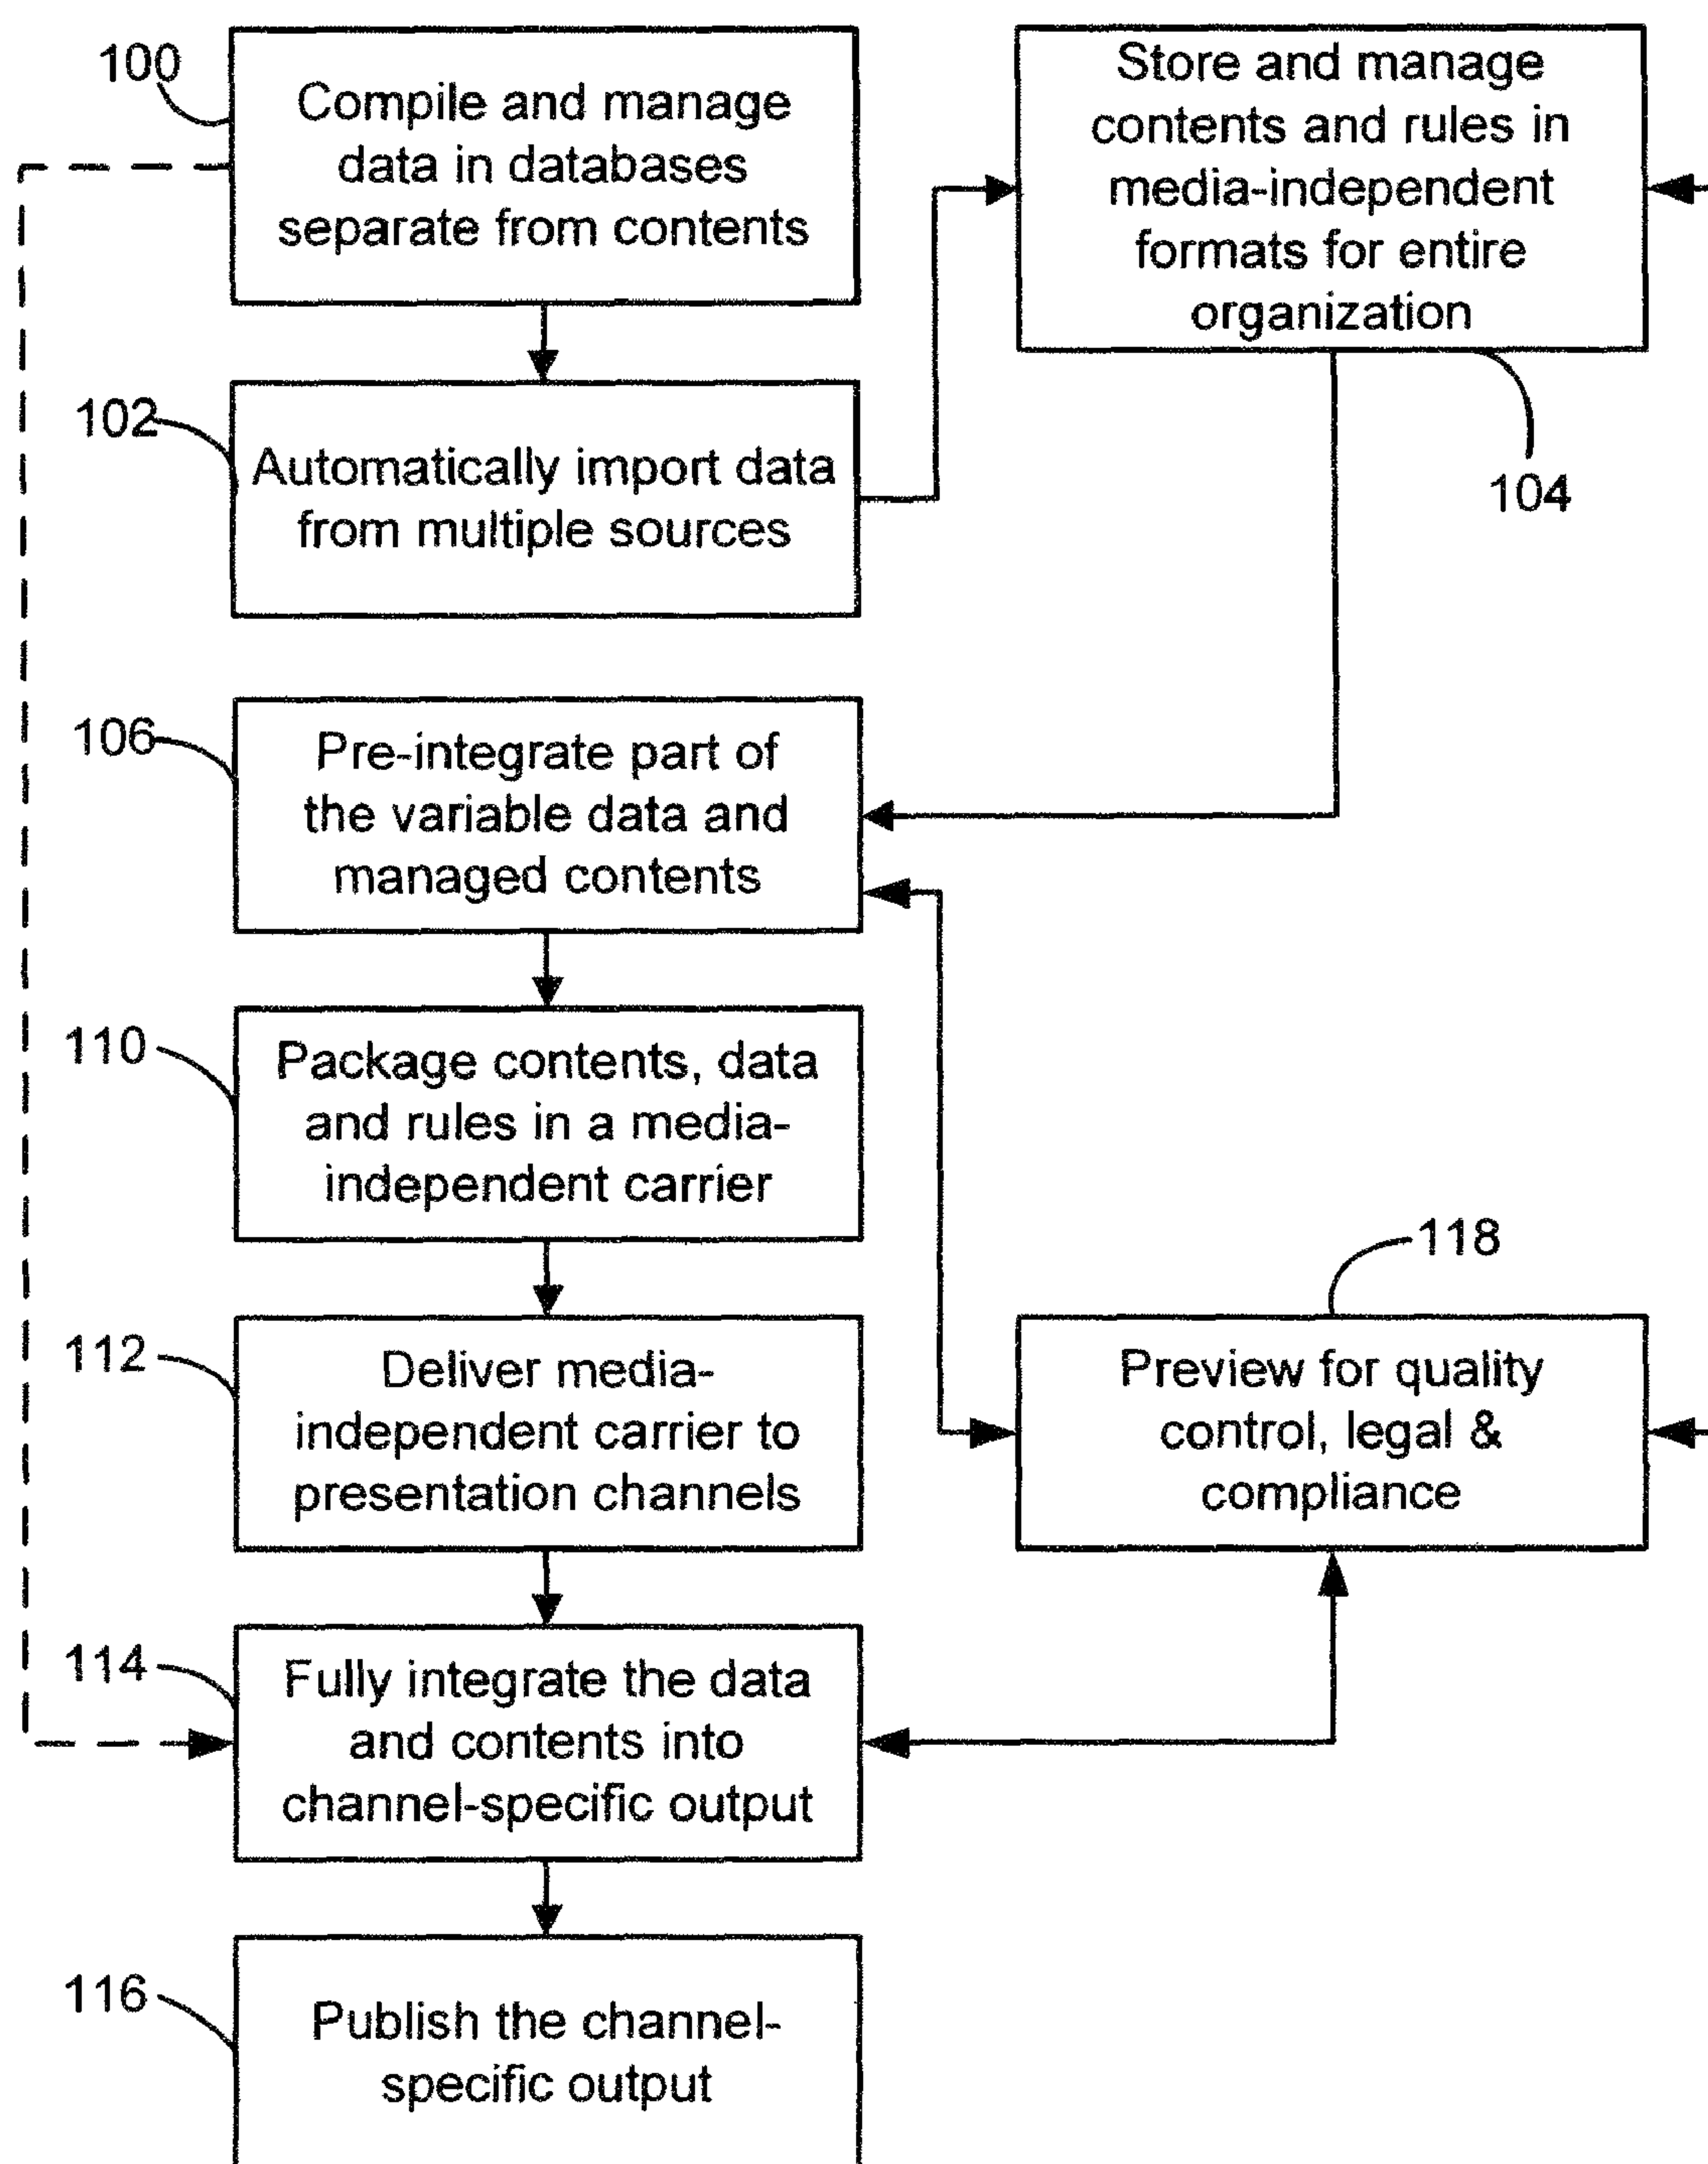 100
Compile and manage
data in databases
separate from contents
Store and manage
contents and rules in
media-independent
formats for entire
organization
104
102
Automatically import data
from multiple sources
106
Pre-integrate part of
the variable data and
managed contents
110
Package contents, data
and rules in a media-
independent carrier
112
Deliver media-
independent carrier to
presentation channels
118
Preview for quality
control, legal &
compliance
114
Fully integrate the data
and contents into
channel-specific output
116
Publish the channel-
specific output